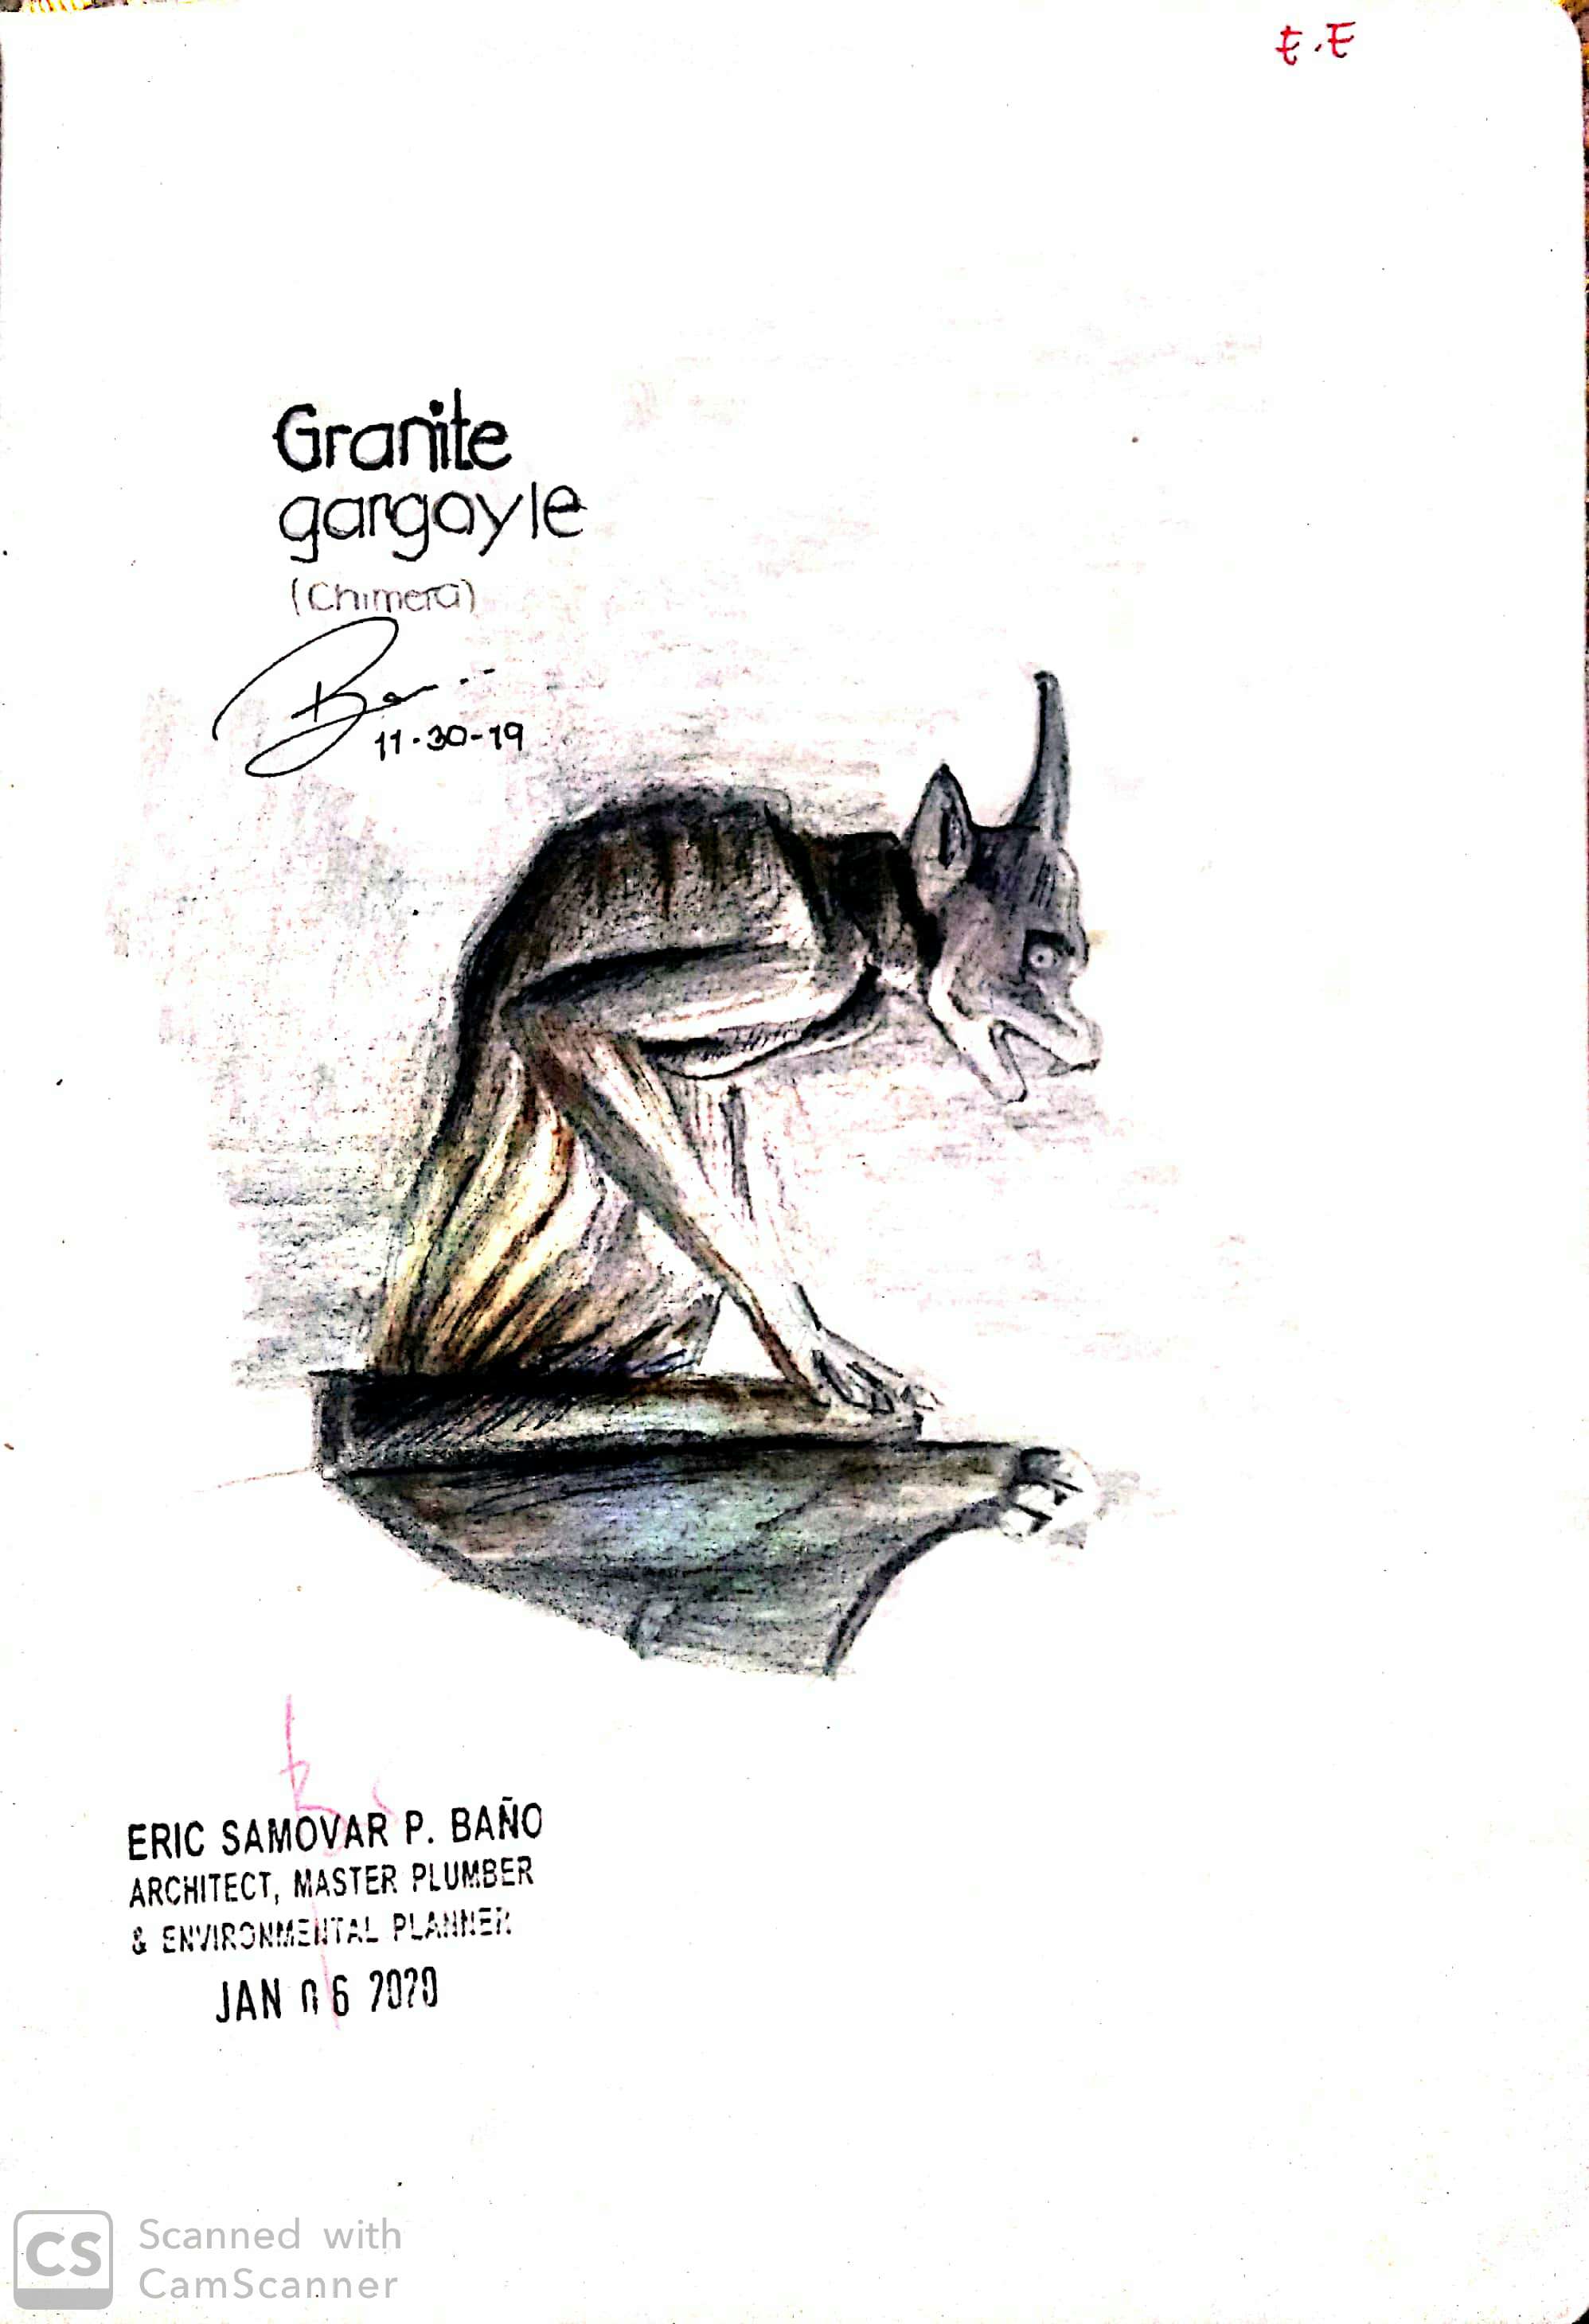 E.E
Granite
gargoyle
(Chimera)
11-30-19
ERIC SAMOVAR P. BAÑO
ARCHITECT, MASTER PLUMBER
& ENVIRONMENTAL PLANNER
JAN 06 2020
CS
Scanned with
CamScanner